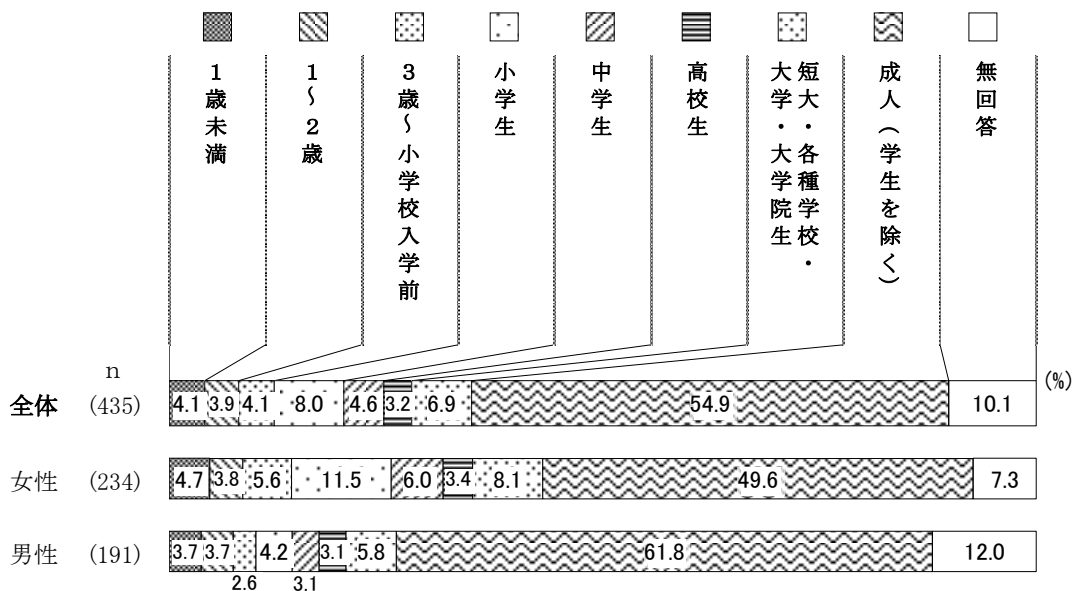 1歳未満
1~2歳
3歳~小学校入学前
小学生
中学生
高校生
短大・各種学校・
大学・大学院生
成人(学生を除く)
無回答
n
(%)
全体 (435) 4.1 3.9 4.1 8.0 4.6 3.2 6.9 54.9 10.1
女性 (234) 4.7 3.8 5.6 11.5 6.0 3.4 8.1 49.6 7.3
男性 (191) 3.7 3.7 2.6 4.2 3.1 3.1 5.8 61.8 12.0